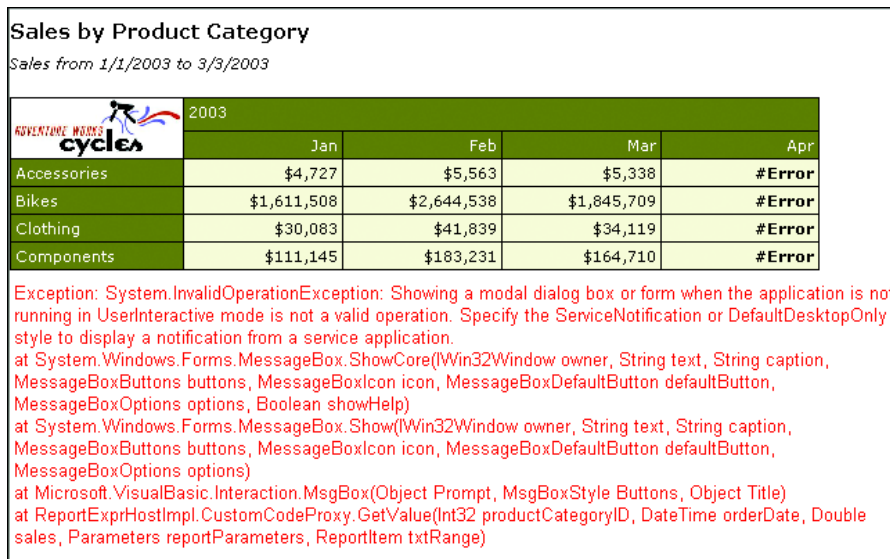 Sales by Product Category
Sales from 1/1/2003 to 3/3/2003
ADVENTURE WORKS
cycles
2003
Jan Feb Mar Apr
Accessories $4,727 $5,563 $5,338 #Error
Bikes $1,611,508 $2,644,538 $1,845,709 #Error
Clothing $30,083 $41,839 $34,119 #Error
Components $111,145 $183,231 $164,710 #Error
Exception: System.InvalidOperationException: Showing a modal dialog box or form when the application is not
running in UserInteractive mode is not a valid operation. Specify the ServiceNotification or DefaultDesktopOnly
style to display a notification from a service application.
at System.Windows.Forms.MessageBox.ShowCore(IWin32Window owner, String text, String caption,
MessageBoxButtons buttons, MessageBoxIcon icon, MessageBoxDefaultButton defaultButton,
MessageBoxOptions options, Boolean showHelp)
at System.Windows.Forms.MessageBox.Show(IWin32Window owner, String text, String caption,
MessageBoxButtons buttons, MessageBoxIcon icon, MessageBoxDefaultButton defaultButton,
MessageBoxOptions options)
at Microsoft.VisualBasic.Interaction.MsgBox(Object Prompt, MsgBoxStyle Buttons, Object Title)
at ReportExprHostImpl.CustomCodeProxy.GetValue(Int32 productCategoryID, DateTime orderDate, Double
sales, Parameters reportParameters, ReportItem txtRange)